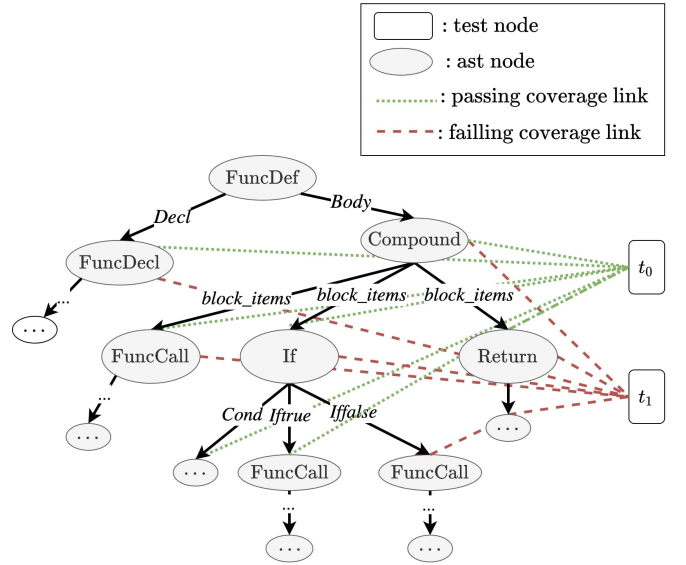 : test node
: ast node
: passing coverage link
: failling coverage link
FuncDef
Decl
Body
Compound
FuncDecl
t0
...
block_items
block_items
block_items
...
FuncCall
If
Return
t1
...
Cond
Iftrue
Iffalse
...
...
...
FuncCall
FuncCall
...
...
...
...